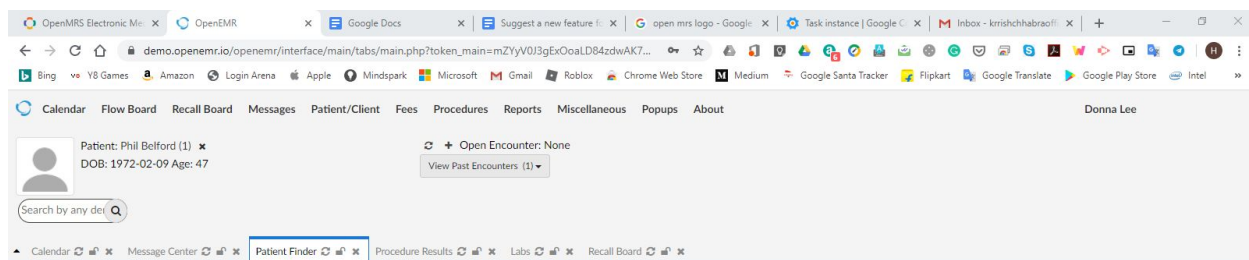 OpenMRS Electronic Me OpenEMR Google Docs Suggest a new feature fo open mrs logo - Google Task instance | Google C Inbox - krrishchhabraoff
demo.openemr.io/openemr/interface/main/tabs/main.php?token_main=mZYyV0J3gExOoaLD84zdwAK7... H
Bing Y8 Games Amazon Login Arena Apple Mindspark Microsoft Gmail Roblox Chrome Web Store Medium Google Santa Tracker Flipkart Google Translate Google Play Store Intel »
Calendar Flow Board Recall Board Messages Patient/Client Fees Procedures Reports Miscellaneous Popups About Donna Lee
Patient: Phil Belford (1) Open Encounter: None
DOB: 1972-02-09 Age: 47 View Past Encounters (1)
Search by any de
Calendar Message Center Patient Finder Procedure Results Labs Recall Board